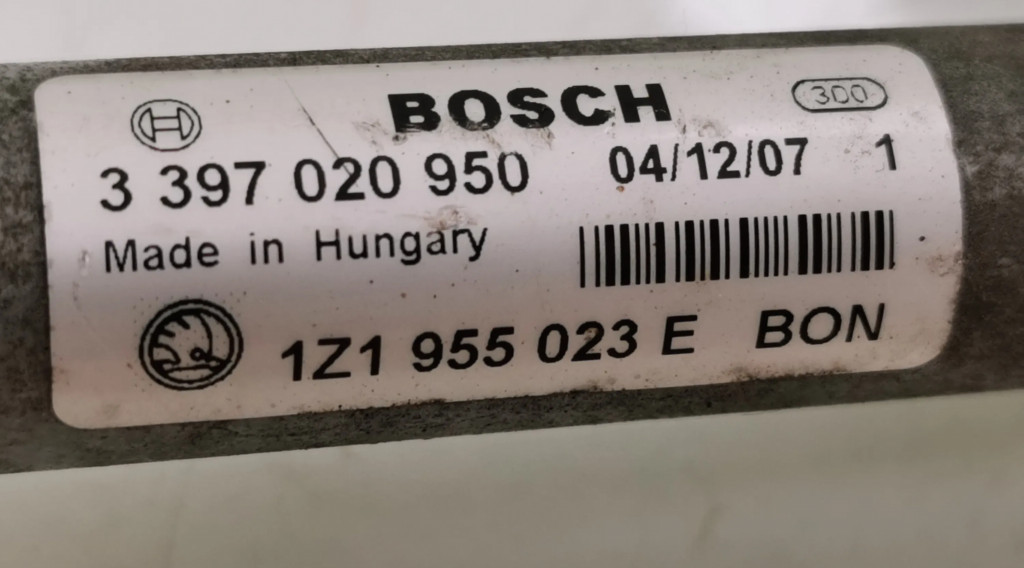 BOSCH 300
3 397 020 950 04/12/07 1
Made in Hungary
1Z1 955 023 E BON